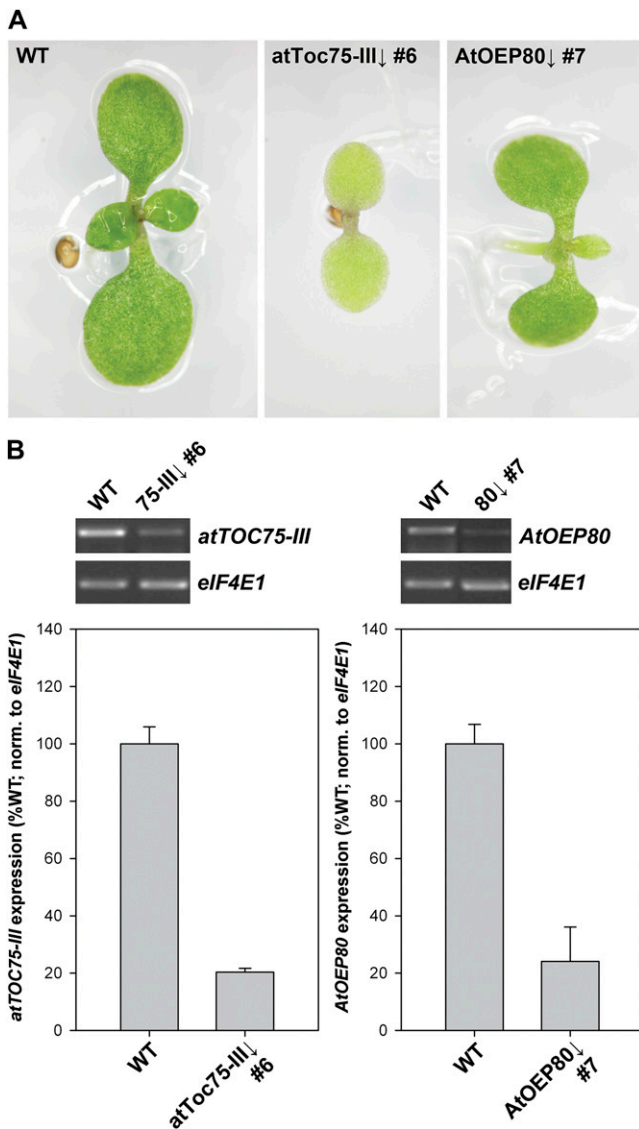 A
WT
atToc75-III↓ #6
AtOEP80↓ #7
B
WT
75-III↓ #6
atTOC75-III
eIF4E1
WT
80↓ #7
AtOEP80
eIF4E1
atTOC75-III expression (%WT; norm. to eIF4E1)
140
120
100
80
60
40
20
0
WT
atToc75-III↓
#6
AtOEP80 expression (%WT; norm. to eIF4E1)
140
120
100
80
60
40
20
0
WT
AtOEP80↓
#7